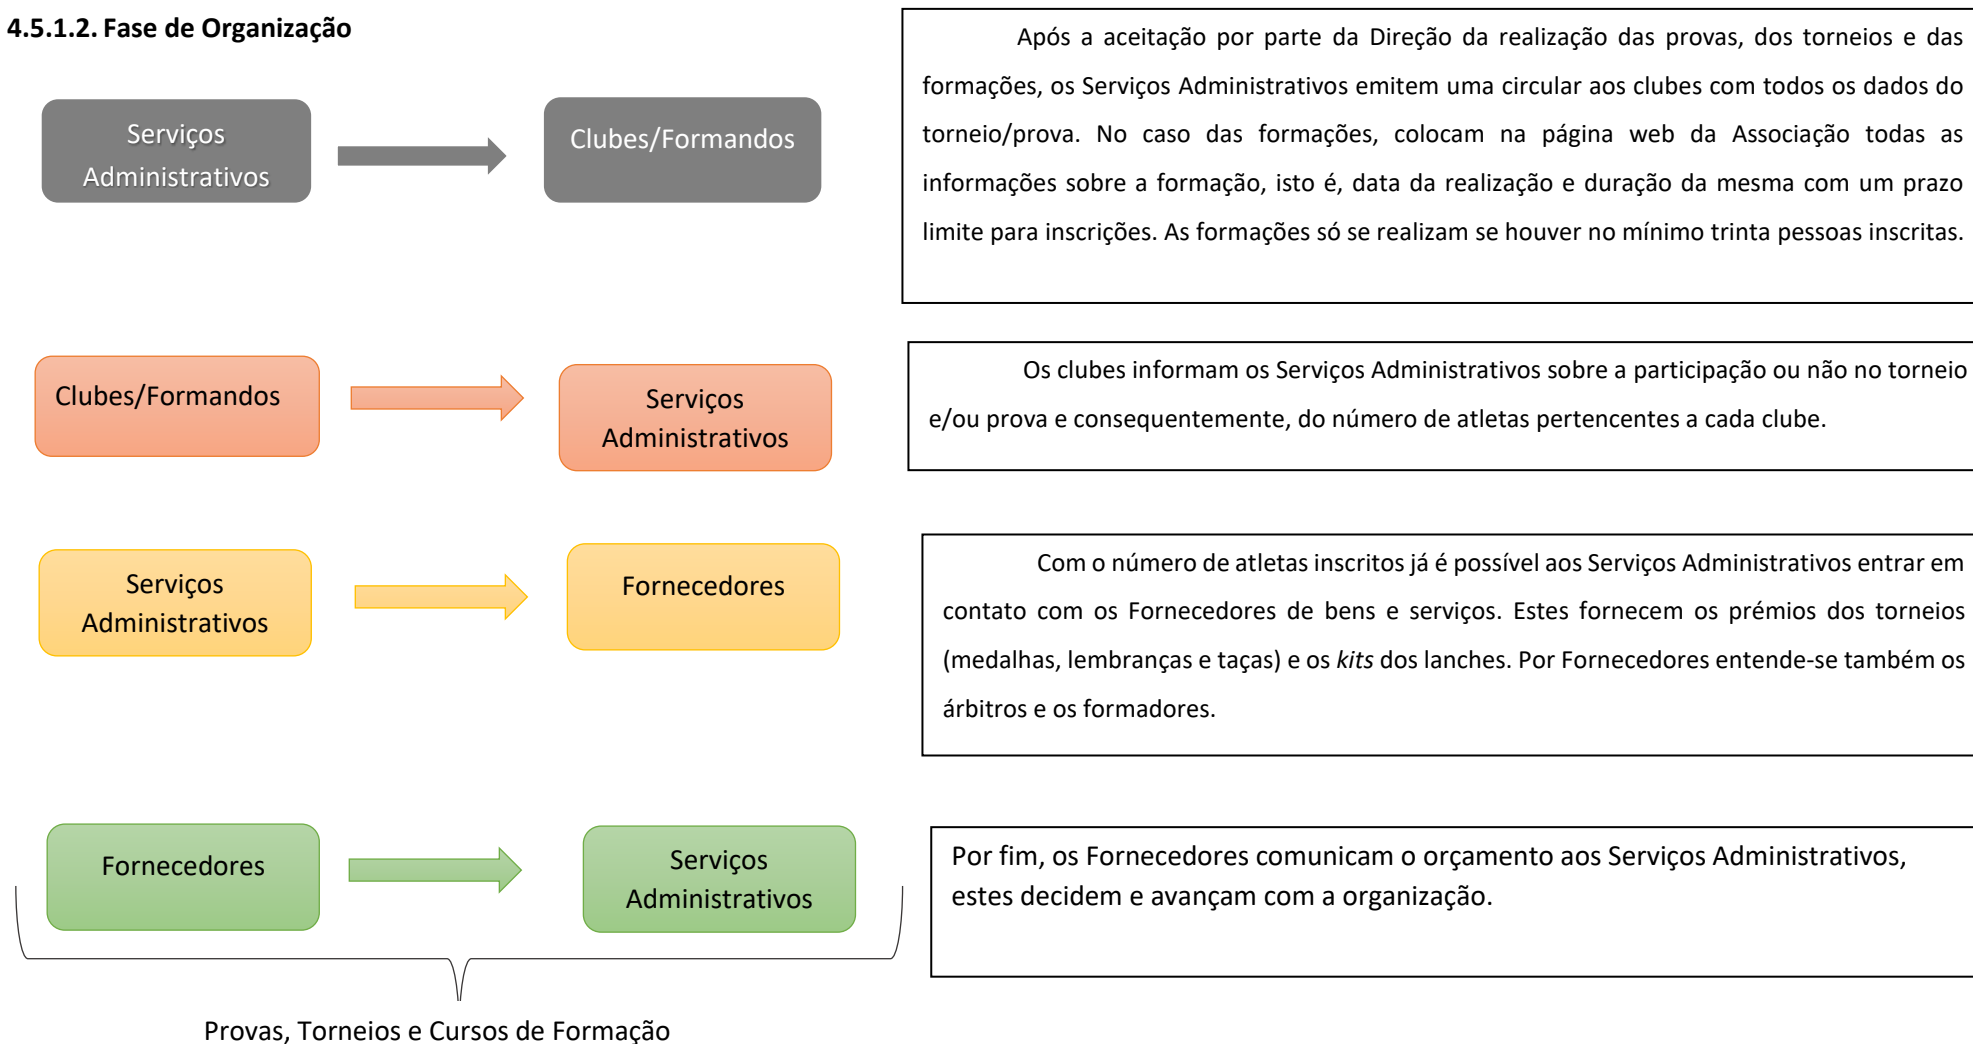 4.5.1.2. Fase de Organização
Serviços
Administrativos
Clubes/Formandos
Após a aceitação por parte da Direção da realização das provas, dos torneios e das
formações, os Serviços Administrativos emitem uma circular aos clubes com todos os dados do
torneio/prova. No caso das formações, colocam na página web da Associação todas as
informações sobre a formação, isto é, data da realização e duração da mesma com um prazo
limite para inscrições. As formações só se realizam se houver no mínimo trinta pessoas inscritas.
Clubes/Formandos
Serviços
Administrativos
Os clubes informam os Serviços Administrativos sobre a participação ou não no torneio
e/ou prova e consequentemente, do número de atletas pertencentes a cada clube.
Serviços
Administrativos
Fornecedores
Com o número de atletas inscritos já é possível aos Serviços Administrativos entrar em
contato com os Fornecedores de bens e serviços. Estes fornecem os prémios dos torneios
(medalhas, lembranças e taças) e os kits dos lanches. Por Fornecedores entende-se também os
árbitros e os formadores.
Fornecedores
Serviços
Administrativos
Por fim, os Fornecedores comunicam o orçamento aos Serviços Administrativos,
estes decidem e avançam com a organização.
Provas, Torneios e Cursos de Formação